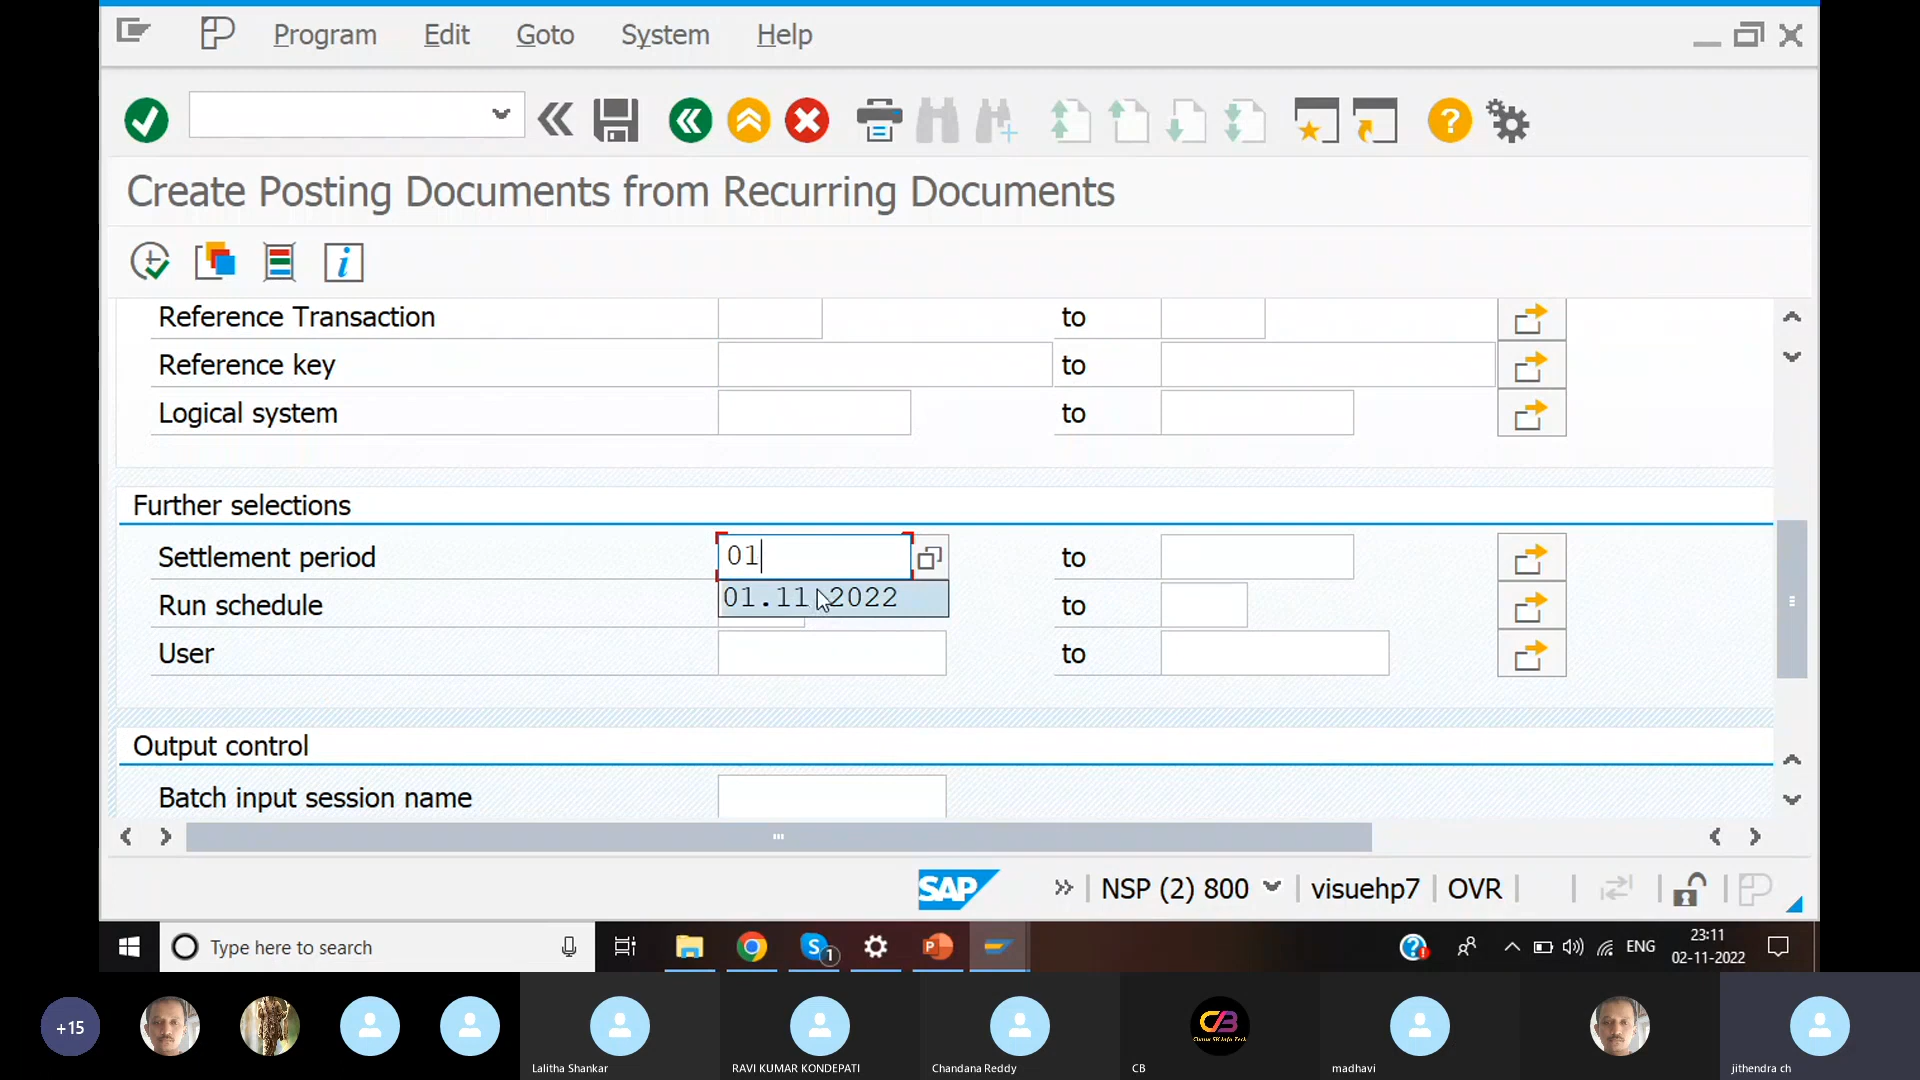 Program Edit Goto System Help
Create Posting Documents from Recurring Documents
Reference Transaction to
Reference key to
Logical system to
Further selections
Settlement period 01 to
01.11.2022
Run schedule to
User to
Output control
Batch input session name
SAP NSP (2) 800 visuehp7 OVR
Type here to search 1 ENG 23:11
02-11-2022
+15 CB
Lalitha Shankar RAVI KUMAR KONDEPATI Chandana Reddy CB madhavi jithendra ch